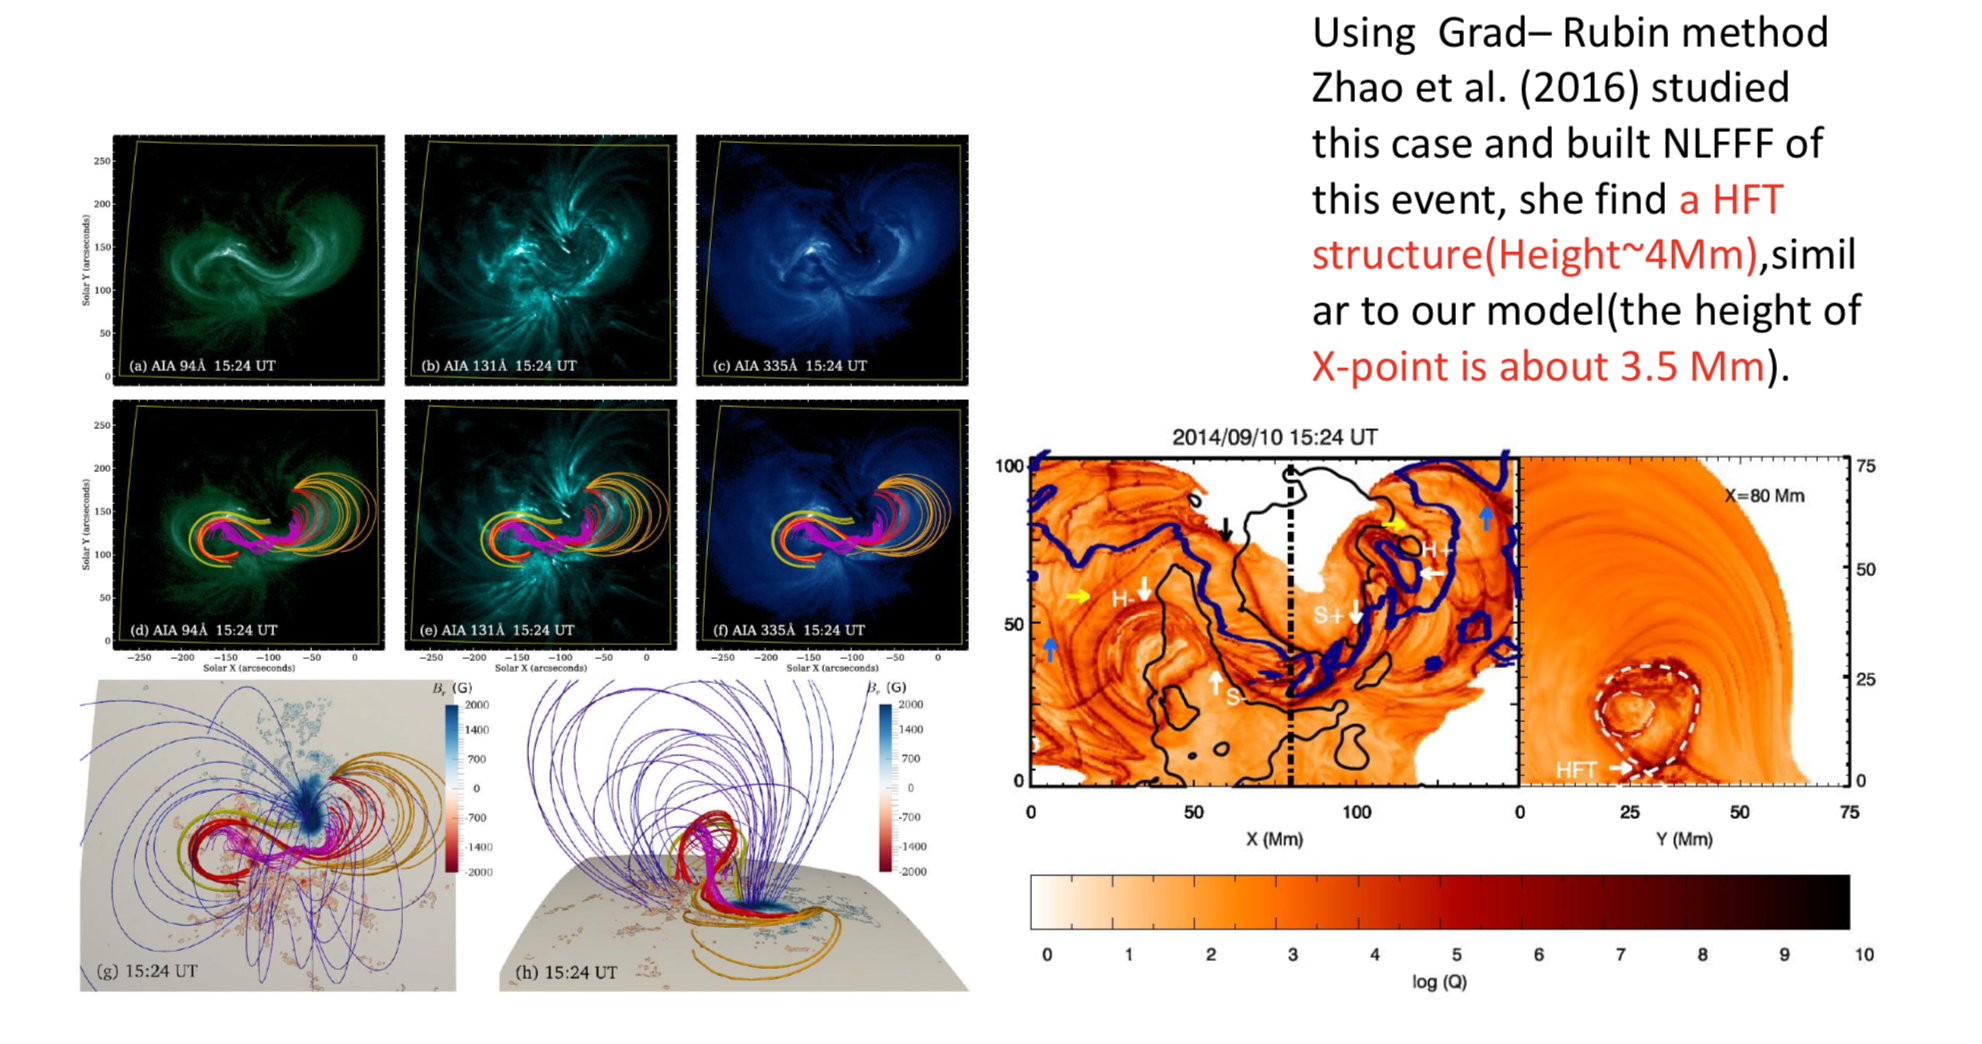 Using  Grad– Rubin method
Zhao et al. (2016) studied
this case and built NLFFF of
this event, she find a HFT
structure(Height~4Mm),simil
ar to our model(the height of
X-point is about 3.5 Mm).
Solar Y (arcseconds)
250
200
150
100
50
0
(a) AIA 94Å 15:24 UT
(b) AIA 131Å 15:24 UT
(c) AIA 335Å 15:24 UT
Solar Y (arcseconds)
250
200
150
100
50
0
(d) AIA 94Å 15:24 UT
(e) AIA 131Å 15:24 UT
(f) AIA 335Å 15:24 UT
−250 −200 −150 −100 −50 0
−250 −200 −150 −100 −50 0
−250 −200 −150 −100 −50 0
Solar X (arcseconds)
Solar X (arcseconds)
Solar X (arcseconds)
Br (G)
2000
1400
700
0
-700
-1400
-2000
(g) 15:24 UT
Br (G)
2000
1400
700
0
-700
-1400
-2000
(h) 15:24 UT
2014/09/10 15:24 UT
100
50
0
H-
H+
S+
S-
0 50 100
X (Mm)
X=80 Mm
HFT
75
50
25
0
0 25 50 75
Y (Mm)
0 1 2 3 4 5 6 7 8 9 10
log (Q)